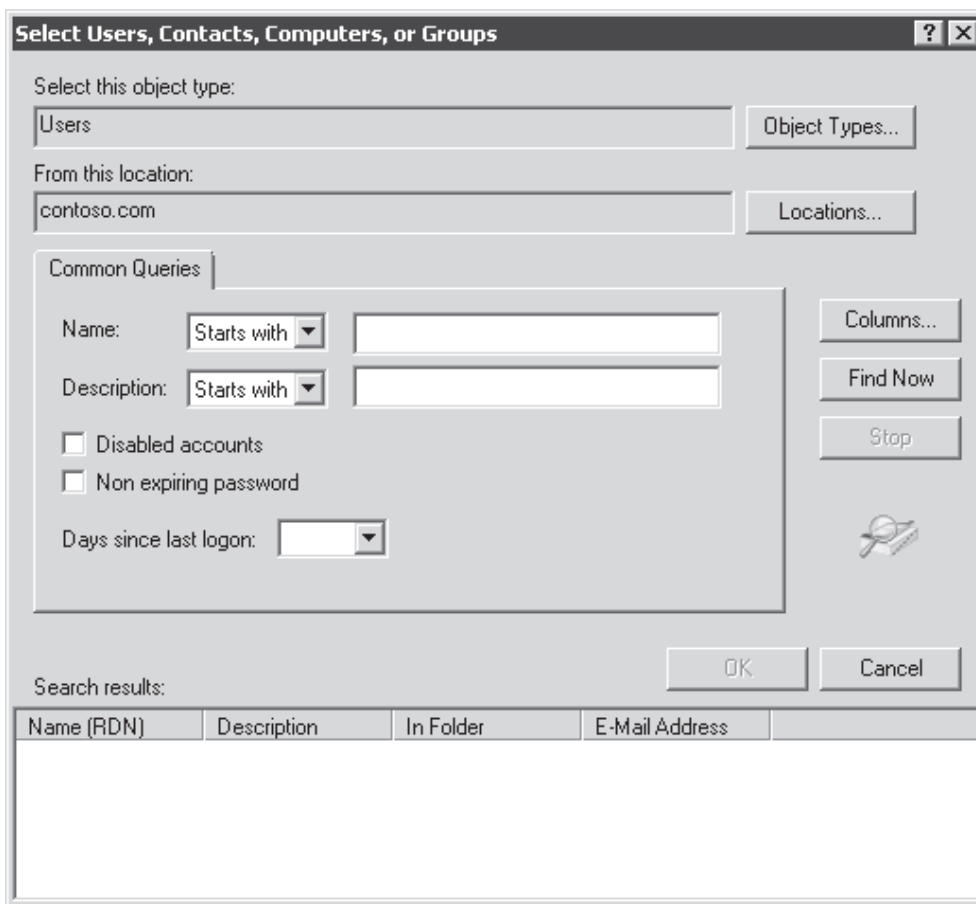 Select Users, Contacts, Computers, or Groups
Select this object type:
Users
Object Types...
From this location:
contoso.com
Locations...
Common Queries
Name: Starts with
Description: Starts with
Disabled accounts
Non expiring password
Days since last logon:
Columns...
Find Now
Stop
OK
Cancel
Search results:
Name (RDN) Description In Folder E-Mail Address